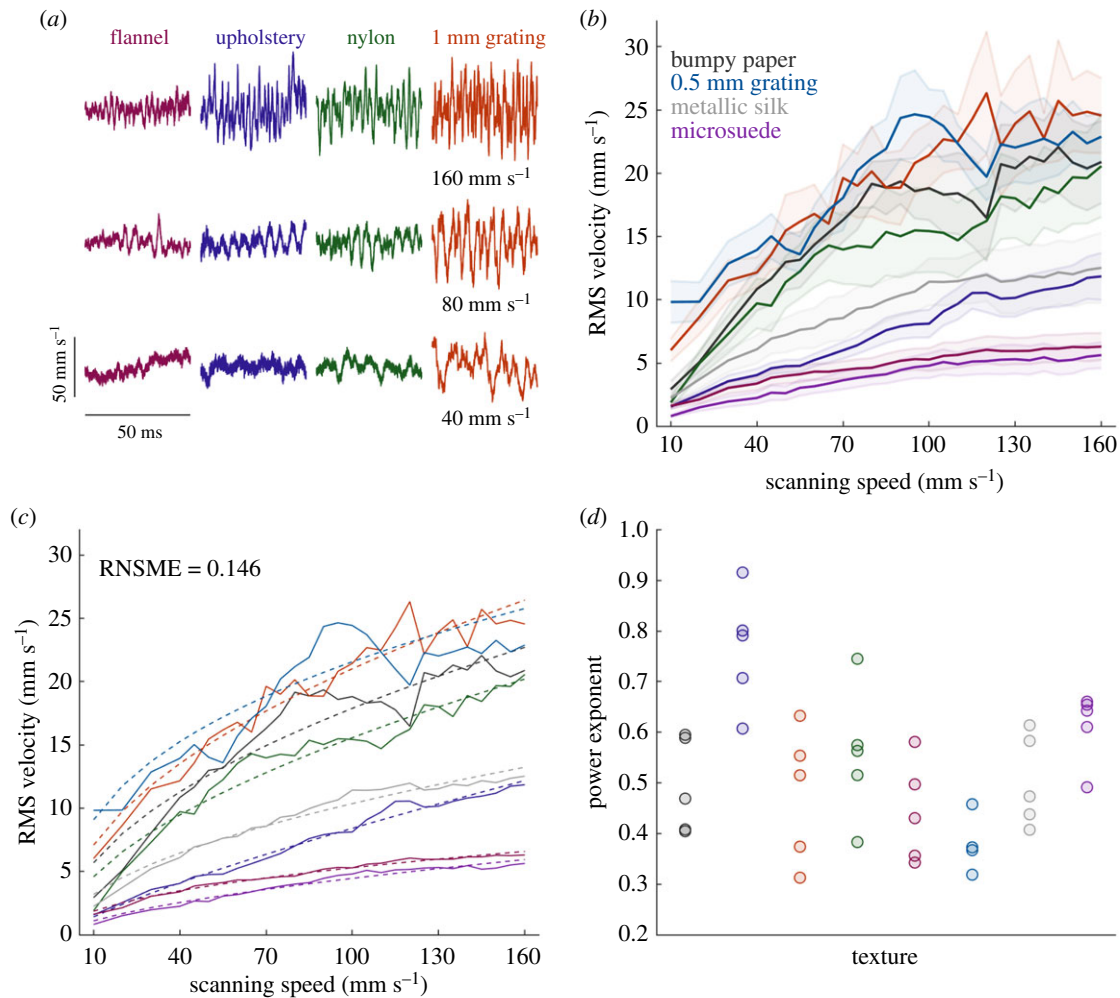 (a)
flannel upholstery nylon 1 mm grating
160 mm s⁻¹
80 mm s⁻¹
50 mm s⁻¹
40 mm s⁻¹
50 ms
(b)
30
25
20
15
10
5
0
RMS velocity (mm s⁻¹)
bumpy paper
0.5 mm grating
metallic silk
microsuede
10 40 70 100 130 160
scanning speed (mm s⁻¹)
(c)
RNSME = 0.146
30
25
20
15
10
5
0
RMS velocity (mm s⁻¹)
10 40 70 100 130 160
scanning speed (mm s⁻¹)
(d)
1.0
0.9
0.8
0.7
0.6
0.5
0.4
0.3
0.2
power exponent
texture